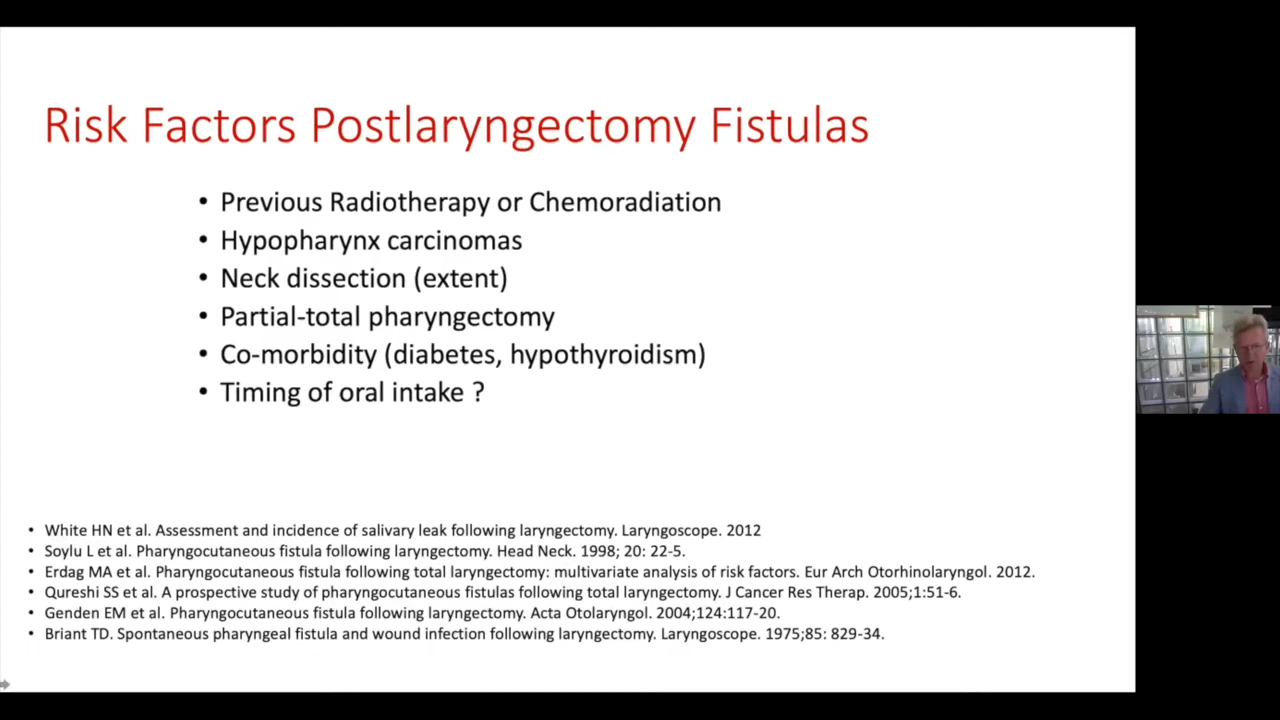 Risk Factors Postlaryngectomy Fistulas
• Previous Radiotherapy or Chemoradiation
• Hypopharynx carcinomas
• Neck dissection (extent)
• Partial-total pharyngectomy
• Co-morbidity (diabetes, hypothyroidism)
• Timing of oral intake ?
• White HN et al. Assessment and incidence of salivary leak following laryngectomy. Laryngoscope. 2012
• Soylu L et al. Pharyngocutaneous fistula following laryngectomy. Head Neck. 1998; 20: 22-5.
• Erdag MA et al. Pharyngocutaneous fistula following total laryngectomy: multivariate analysis of risk factors. Eur Arch Otorhinolaryngol. 2012.
• Qureshi SS et al. A prospective study of pharyngocutaneous fistulas following total laryngectomy. J Cancer Res Therap. 2005;1:51-6.
• Genden EM et al. Pharyngocutaneous fistula following laryngectomy. Acta Otolaryngol. 2004;124:117-20.
• Briant TD. Spontaneous pharyngeal fistula and wound infection following laryngectomy. Laryngoscope. 1975;85: 829-34.